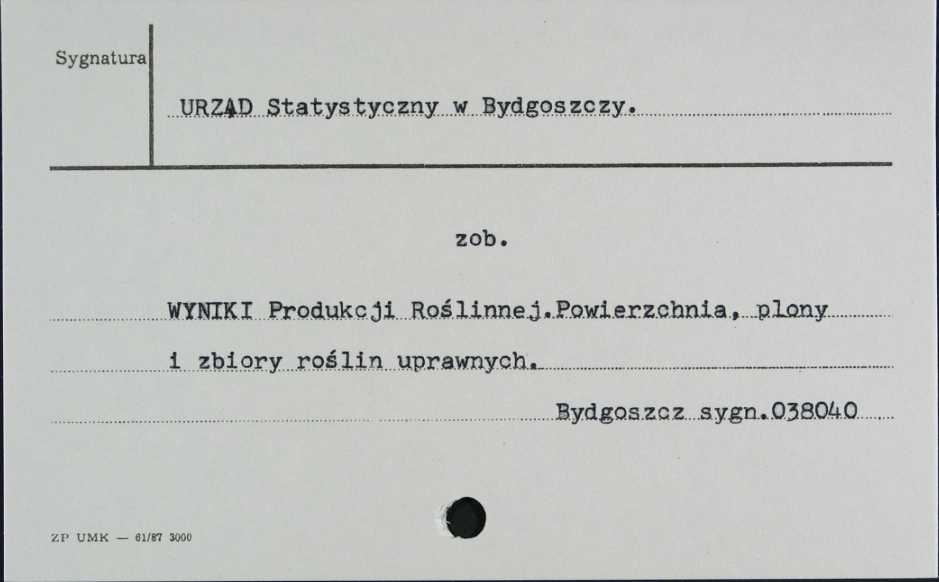 Sygnatura
URZĄD Statystyczny w Bydgoszczy.
zob.
WYNIKI Produkcji Roślinnej.Powierzchnia, plony
i zbiory roślin uprawnych.
Bydgoszcz sygn.038040
ZP UMK — 61/87 3000